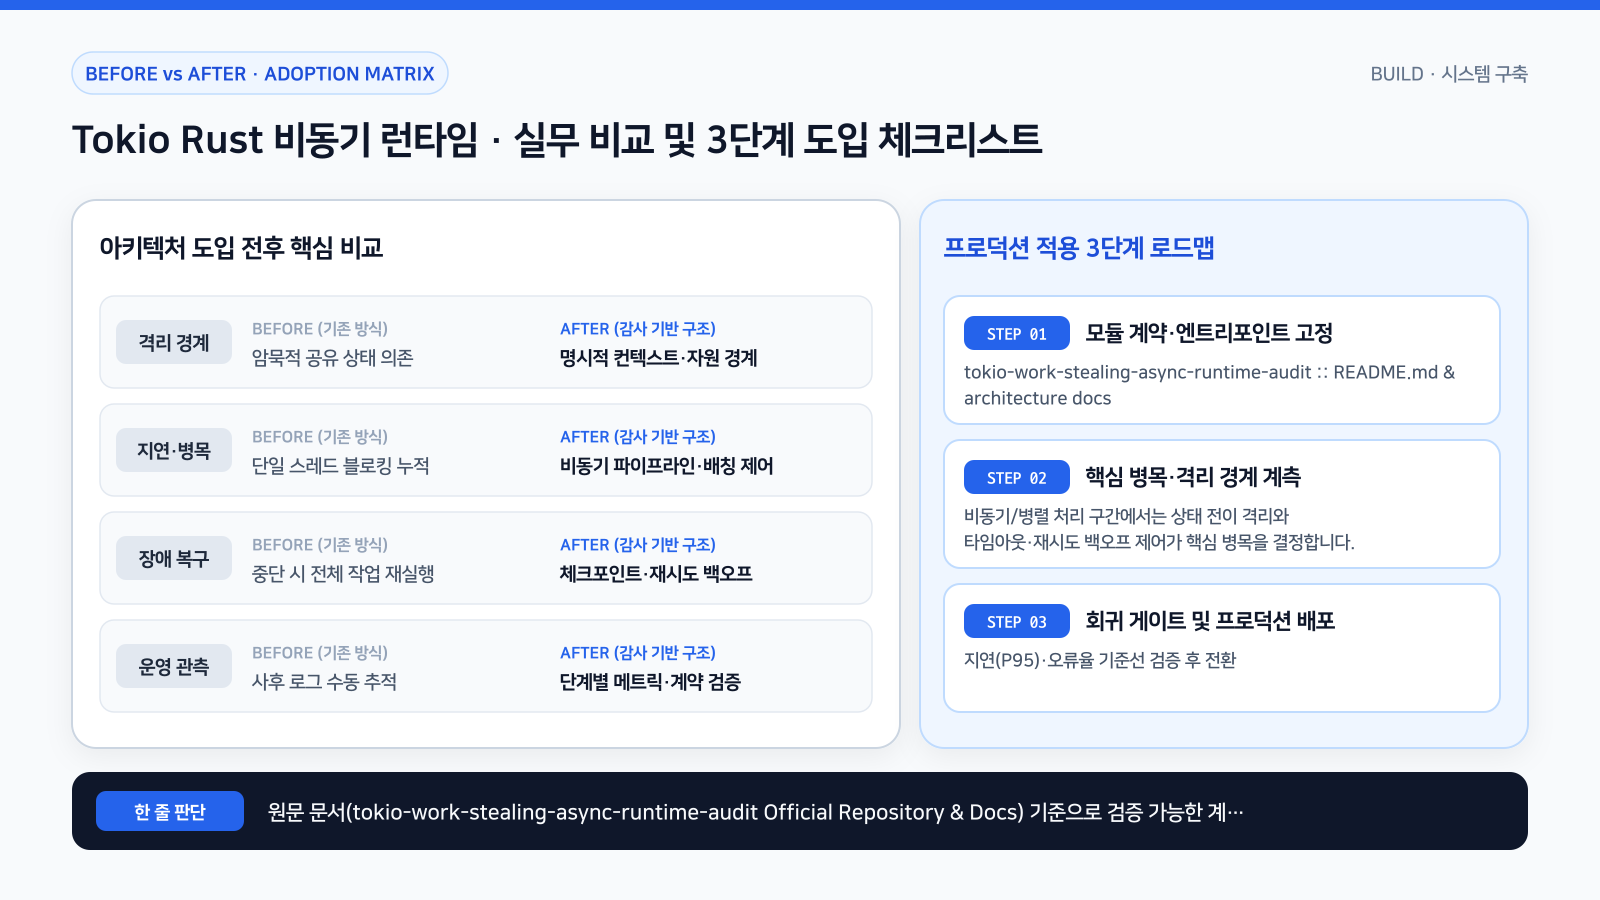 BEFORE vs AFTER · ADOPTION MATRIX
BUILD · 시스템 구축
Tokio Rust 비동기 런타임 · 실무 비교 및 3단계 도입 체크리스트
아키텍처 도입 전후 핵심 비교
격리 경계
BEFORE (기존 방식)
암묵적 공유 상태 의존
AFTER (감사 기반 구조)
명시적 컨텍스트·자원 경계
지연·병목
BEFORE (기존 방식)
단일 스레드 블로킹 누적
AFTER (감사 기반 구조)
비동기 파이프라인·배칭 제어
장애 복구
BEFORE (기존 방식)
중단 시 전체 작업 재실행
AFTER (감사 기반 구조)
체크포인트·재시도 백오프
운영 관측
BEFORE (기존 방식)
사후 로그 수동 추적
AFTER (감사 기반 구조)
단계별 메트릭·계약 검증
프로덕션 적용 3단계 로드맵
STEP 01
모듈 계약·엔트리포인트 고정
tokio-work-stealing-async-runtime-audit :: README.md &
architecture docs
STEP 02
핵심 병목·격리 경계 계측
비동기/병렬 처리 구간에서는 상태 전이 격리와
타임아웃·재시도 백오프 제어가 핵심 병목을 결정합니다.
STEP 03
회귀 게이트 및 프로덕션 배포
지연(P95)·오류율 기준선 검증 후 전환
한 줄 판단
원문 문서(tokio-work-stealing-async-runtime-audit Official Repository & Docs) 기준으로 검증 가능한 계…